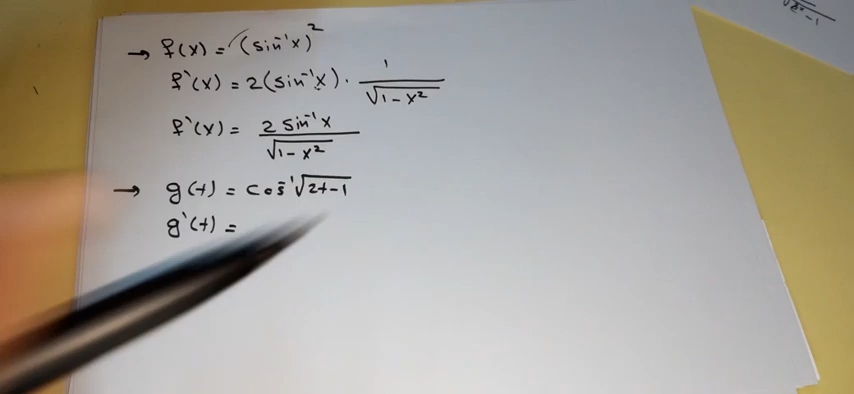 → f(x) = (sin⁻¹x)²
f'(x) = 2(sin⁻¹x) · 1/√(1-x²)
f'(x) = 2 sin⁻¹x/√(1-x²)
→ g(t) = cos⁻¹√(2t-1)
g'(t) =